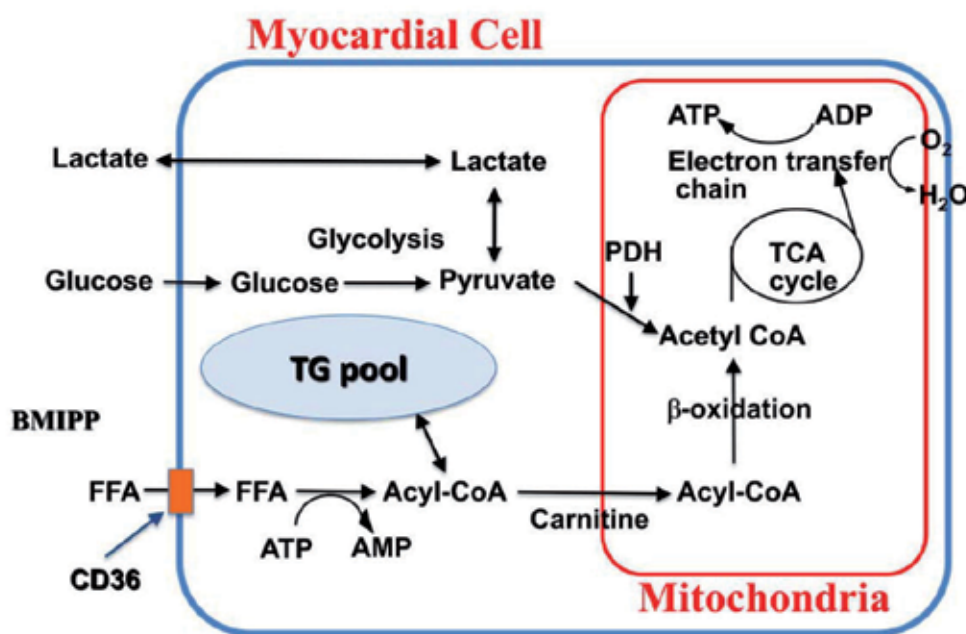 Myocardial Cell
ATP
ADP
O₂
Lactate
Lactate
Electron transfer
chain
H₂O
Glycolysis
PDH
TCA
cycle
Glucose
Glucose
Pyruvate
Acetyl CoA
TG pool
BMIPP
β-oxidation
FFA
FFA
Acyl-CoA
Acyl-CoA
Carnitine
ATP
AMP
CD36
Mitochondria